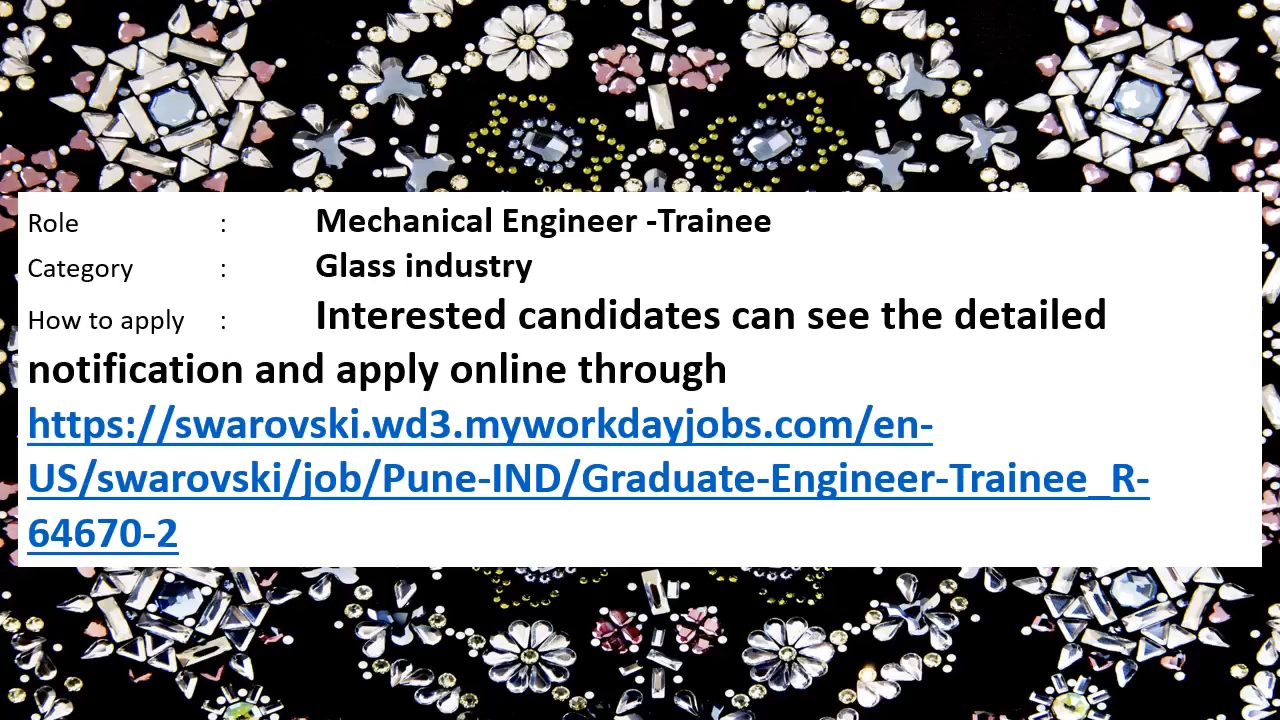 Role : Mechanical Engineer -Trainee
Category : Glass industry
How to apply : Interested candidates can see the detailed
notification and apply online through
https://swarovski.wd3.myworkdayjobs.com/en-
US/swarovski/job/Pune-IND/Graduate-Engineer-Trainee_R-
64670-2